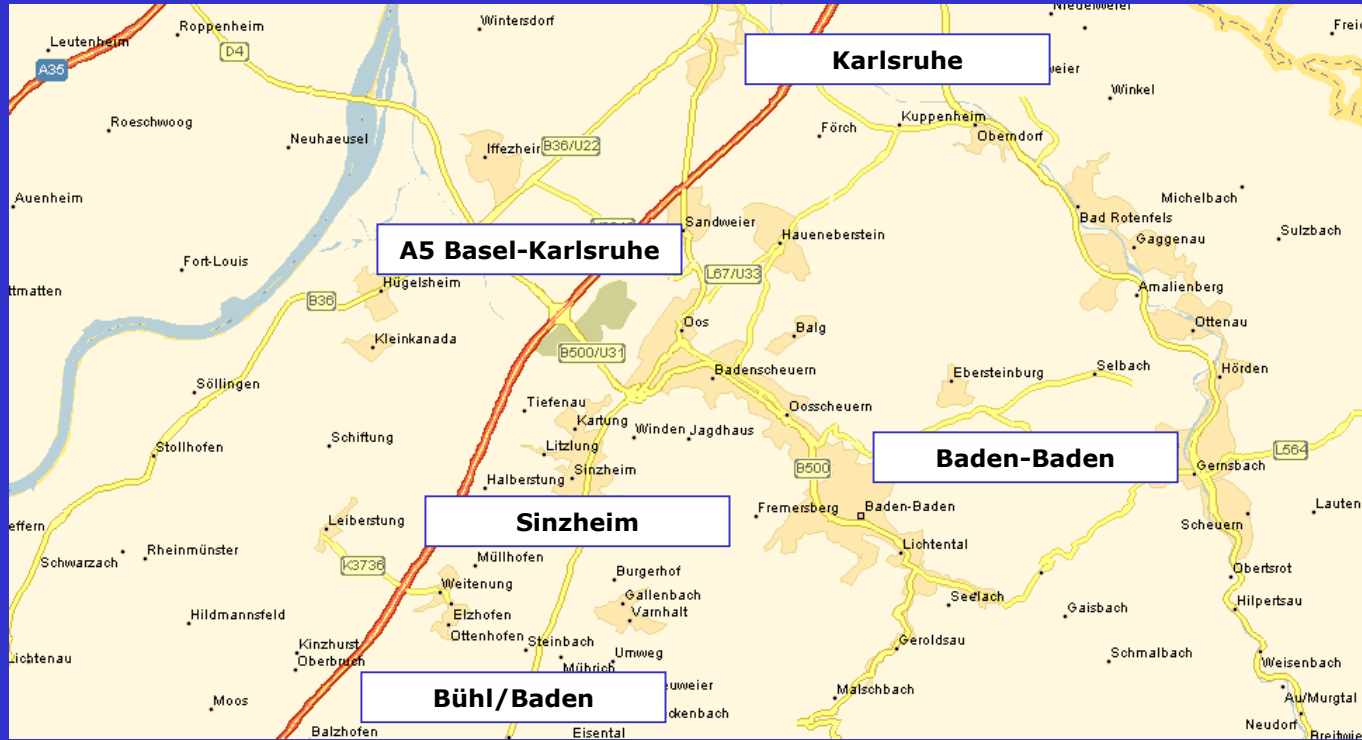 Wintersdorf
Roppenheim
Leutenheim
D4
A35
Karlsruhe
Winkel
Roeschwoog
Neuhaeusel
Förch
Kuppenheim
Oberndorf
B36/U22
Auenheim
Michelbach
Bad Rotenfels
Sandweier
Haueneberstein
Gaggenau
Sulzbach
A5 Basel-Karlsruhe
Fort-Louis
L67/U33
Hügelsheim
B36
Amalienberg
Kleinkanada
Oos
Balg
Ottenau
B500/U31
Badenscheuern
Ebersteinburg
Selbach
Hörden
Söllingen
Tiefenau
Oosscheuern
Kartung
Winden
Jagdhaus
Schiftung
Stollhofen
Litzlung
Sinzheim
B500
Baden-Baden
L564
Gernsbach
Halberstung
Sinzheim
Fremersberg
Baden-Baden
Leiberstung
Scheuern
Lichtental
Schwarzach
Rheinmünster
K3736
Müllhofen
Burgerhof
Obertsrot
Weitenung
Gallenbach
Varnhalt
Elzhofen
Seelach
Gaisbach
Hilpertsau
Hildmannsfeld
Ottenhofen
Steinbach
Geroldsau
Kinzhurst
Oberbruch
Lichtenau
Mührich
Umweg
Schmalbach
Weisenbach
Bühl/Baden
Malschbach
Moos
Au/Murgtal
Neudorf
Balzhofen
Eisental